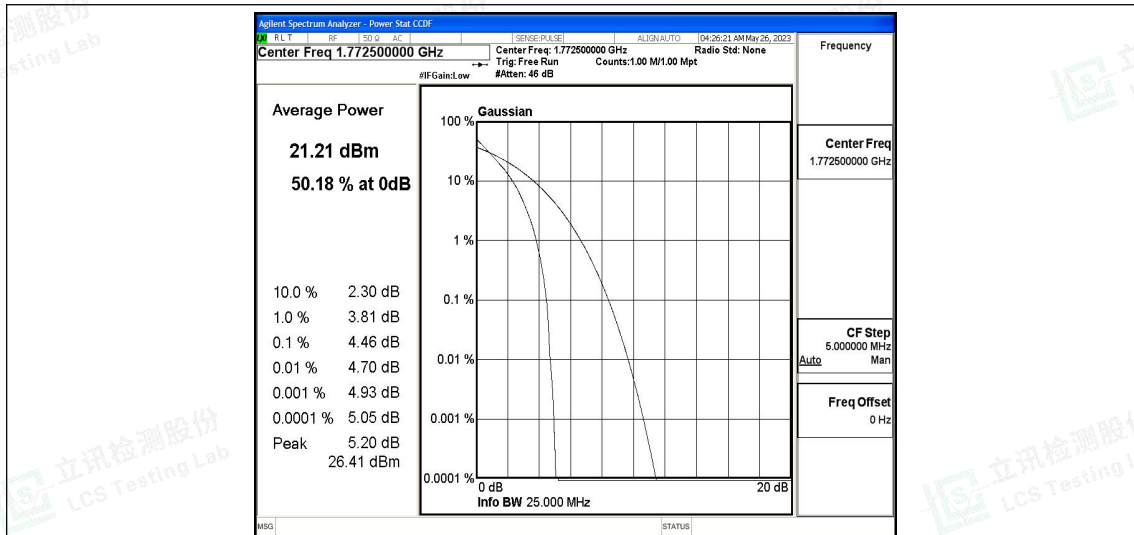 Agilent Spectrum Analyzer - Power Stat CCDF
LXI RL T RF 50 Ω AC SENSE:PULSE ALIGN AUTO 04:26:21 AM May 26, 2023
Center Freq 1.772500000 GHz
Center Freq: 1.772500000 GHz Radio Std: None
Trig: Free Run Counts:1.00 M/1.00 Mpt
#IFGain:Low #Atten: 46 dB
Frequency
Average Power
21.21 dBm
50.18 % at 0dB
10.0 % 2.30 dB
1.0 % 3.81 dB
0.1 % 4.46 dB
0.01 % 4.70 dB
0.001 % 4.93 dB
0.0001 % 5.05 dB
Peak 5.20 dB
26.41 dBm
Gaussian
100 %
10 %
1 %
0.1 %
0.01 %
0.001 %
0.0001 %
0 dB 20 dB
Info BW 25.000 MHz
Center Freq
1.772500000 GHz
CF Step
5.000000 MHz
Auto Man
Freq Offset
0 Hz
MSG STATUS
立讯检测股份
LCS Testing Lab
立讯检测股份
LCS Testing L